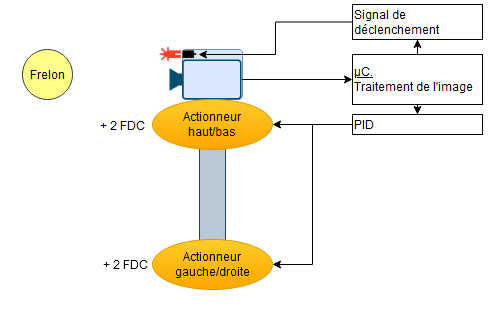 Signal de
déclenchement
Frelon
µC.
Traitement de l'image
Actionneur
haut/bas
+ 2 FDC
PID
Actionneur
gauche/droite
+ 2 FDC